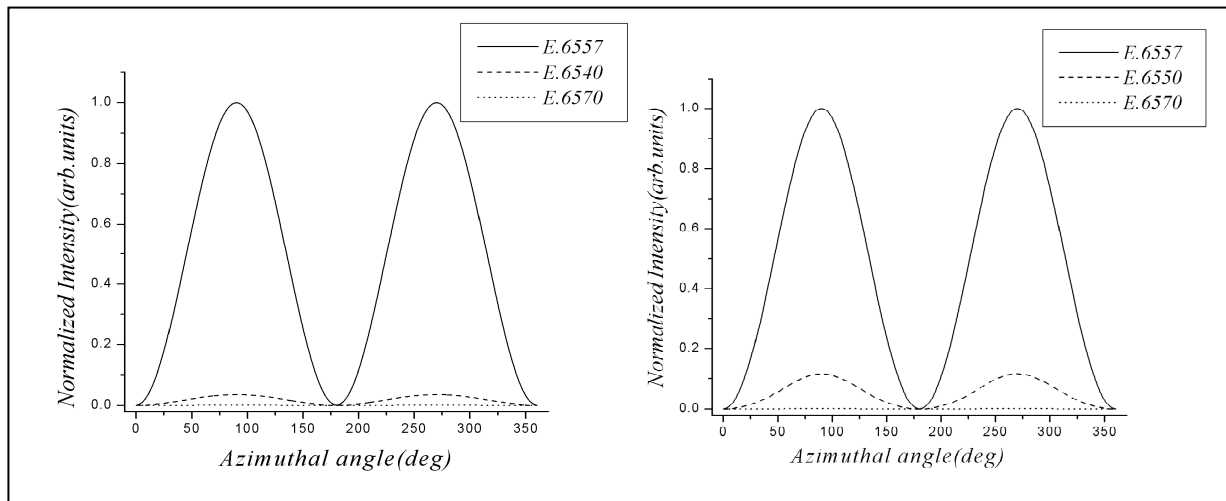 E.6557
E.6540
E.6570
Normalized Intensity(arb.units)
1.0
0.8
0.6
0.4
0.2
0.0
0 50 100 150 200 250 300 350
Azimuthal angle(deg)
E.6557
E.6550
E.6570
Normalized Inuensity(arb.units)
1.0
0.8
0.6
0.4
0.2
0.0
0 50 100 150 200 250 300 350
Azimuthal angle(deg)